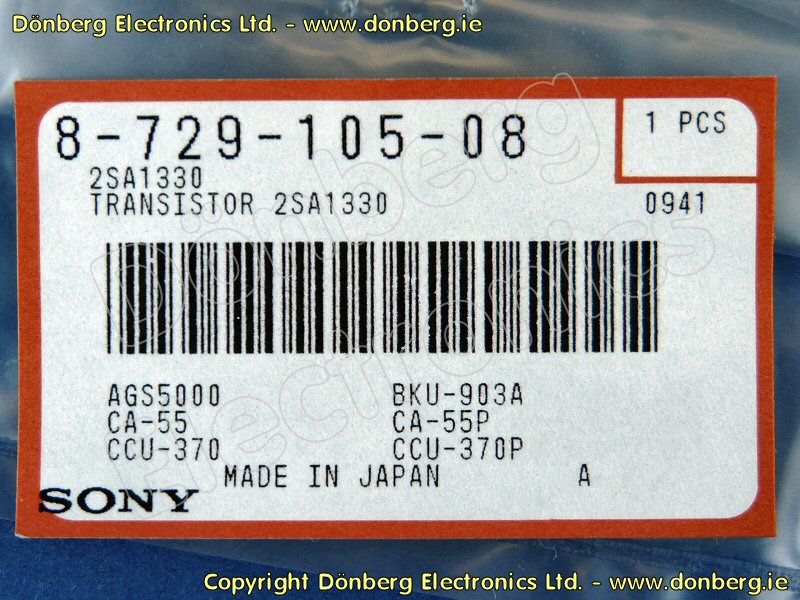 Dönberg Electronics Ltd. - www.donberg.ie
8-729-105-08
1 PCS
2SA1330
TRANSISTOR 2SA1330
0941
Dönberg
Electronics
AGS5000 BKU-903A
CA-55 CA-55P
CCU-370 CCU-370P
MADE IN JAPAN A
SONY
Copyright Dönberg Electronics Ltd. - www.donberg.ie